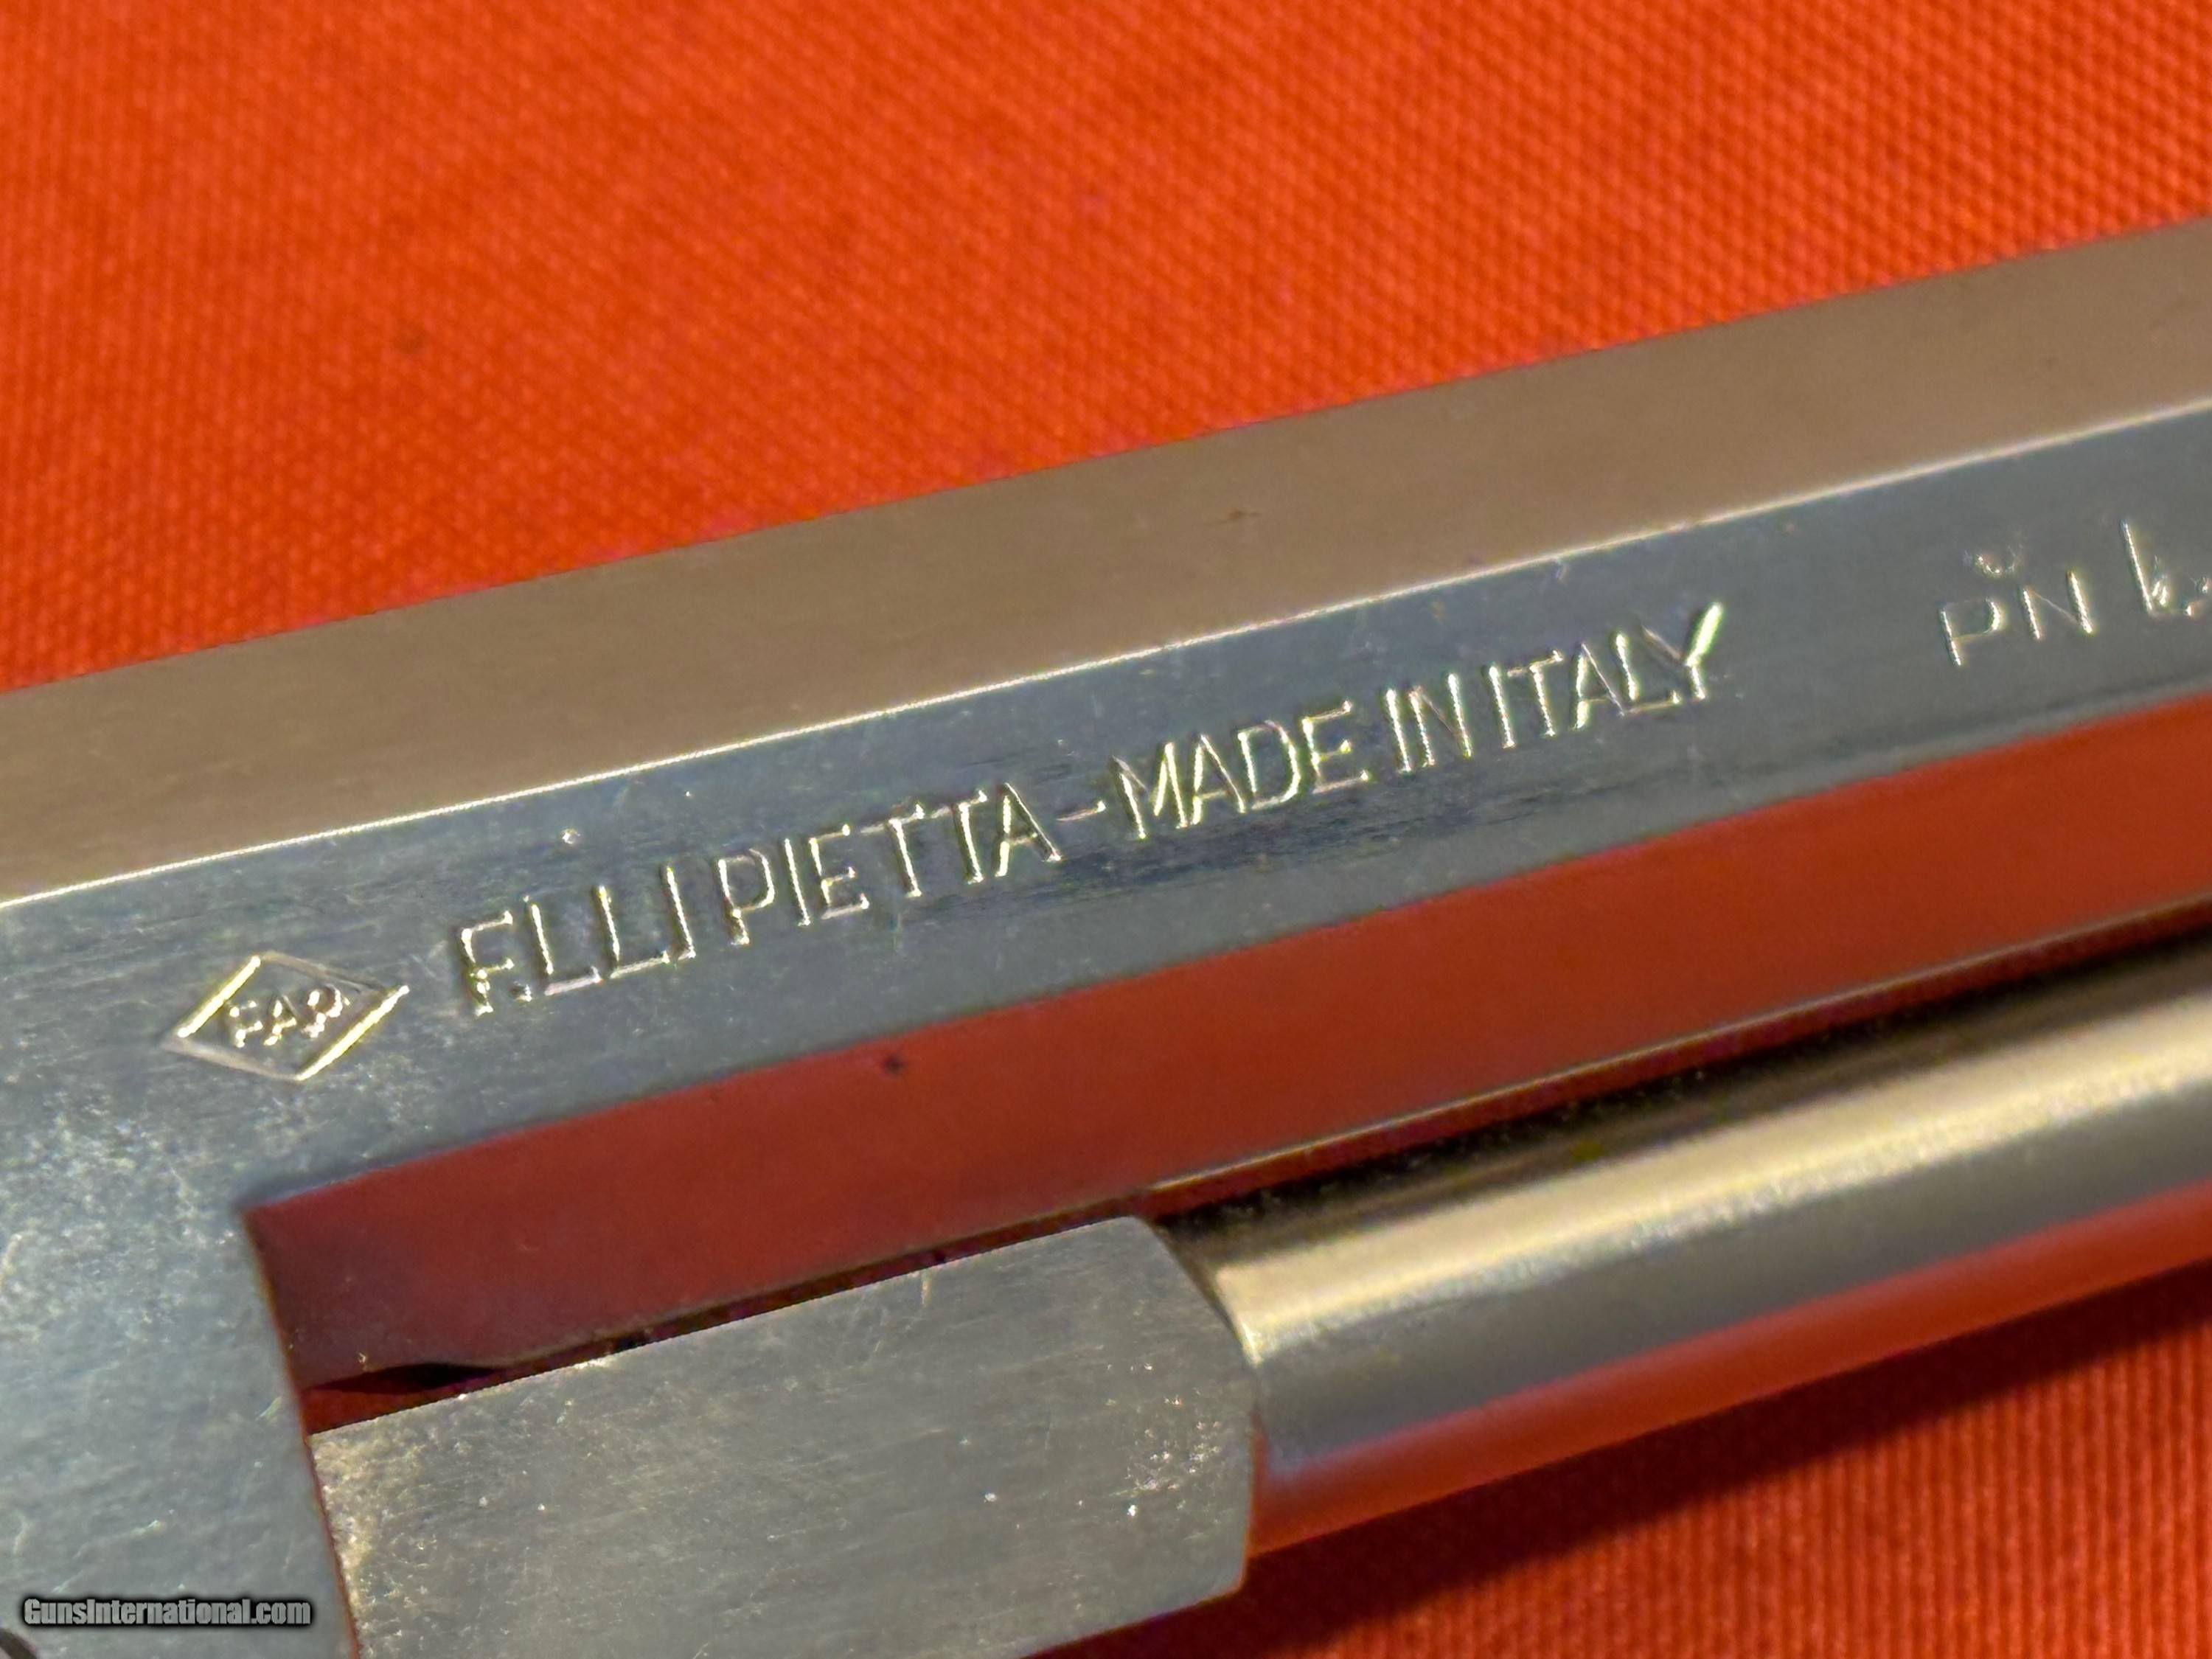 FAP F.LLI PIETTA - MADE IN ITALY PN
GunsInternational.com